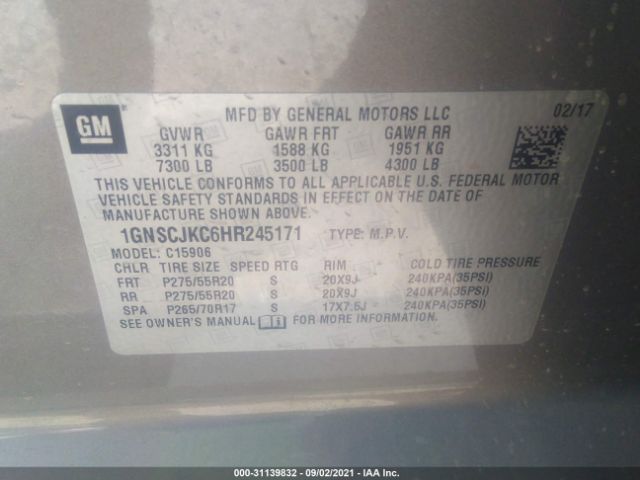 GM
MFD BY GENERAL MOTORS LLC 02/17
GVWR GAWR FRT GAWR RR
3311 KG 1588 KG 1951 KG
7300 LB 3500 LB 4300 LB
THIS VEHICLE CONFORMS TO ALL APPLICABLE U.S. FEDERAL MOTOR
VEHICLE SAFETY STANDARDS IN EFFECT ON THE DATE OF
MANUFACTURE SHOWN ABOVE.
1GNSCJKC6HR245171 TYPE: M.P.V.
MODEL: C15906
CHLR TIRE SIZE SPEED RTG RIM COLD TIRE PRESSURE
FRT P275/55R20 S 20X9J 240KPA(35PSI)
RR P275/55R20 S 20X9J 240KPA(35PSI)
SPA P265/70R17 S 17X7.5J 240KPA(35PSI)
SEE OWNER'S MANUAL FOR MORE INFORMATION.
000-31139832 - 09/02/2021 - IAA Inc.